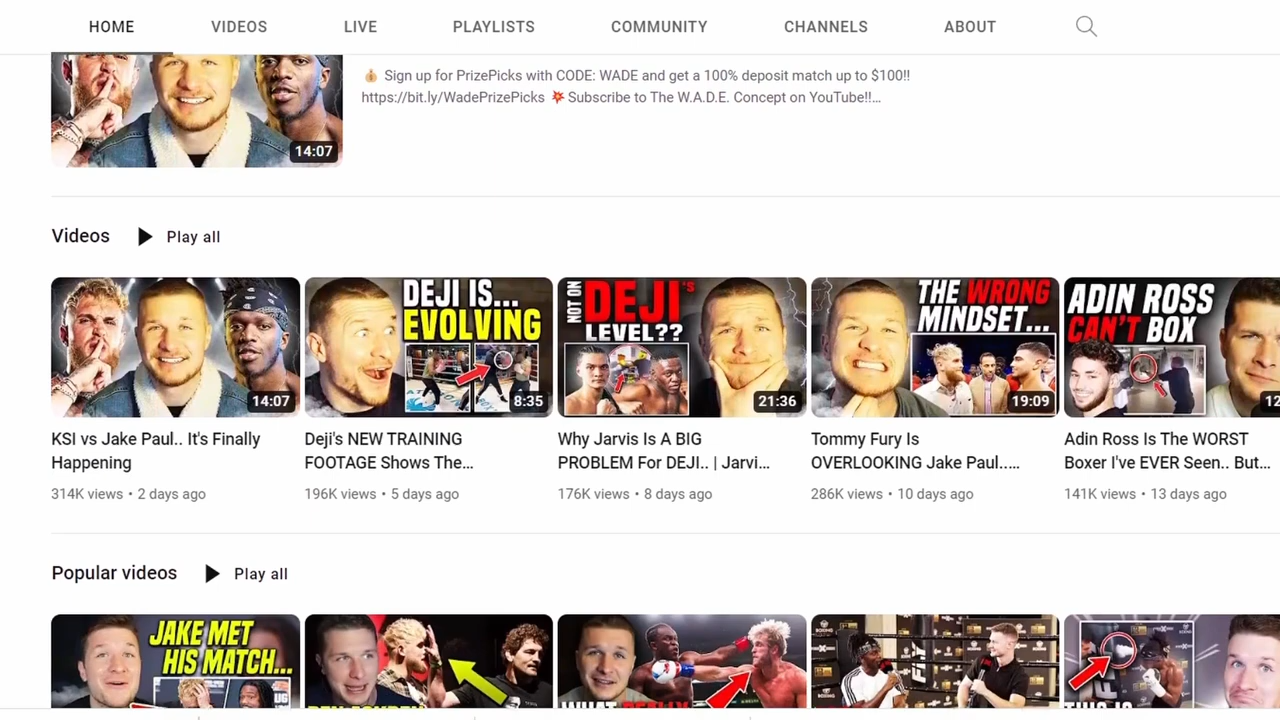 HOME VIDEOS LIVE PLAYLISTS COMMUNITY CHANNELS ABOUT
Sign up for PrizePicks with CODE: WADE and get a 100% deposit match up to $100!!
https://bit.ly/WadePrizePicks 💥 Subscribe to The W.A.D.E. Concept on YouTube!!...
14:07
Videos Play all
14:07
DEJI IS...
EVOLVING
8:35
NOT ON
DEJI's
LEVEL??
21:36
THE WRONG
MINDSET...
19:09
ADIN ROSS
CAN'T BOX
12
KSI vs Jake Paul.. It's Finally
Happening
314K views • 2 days ago
Deji's NEW TRAINING
FOOTAGE Shows The...
196K views • 5 days ago
Why Jarvis Is A BIG
PROBLEM For DEJI.. | Jarvi...
176K views • 8 days ago
Tommy Fury Is
OVERLOOKING Jake Paul.....
286K views • 10 days ago
Adin Ross Is The WORST
Boxer I've EVER Seen.. But...
141K views • 13 days ago
Popular videos Play all
JAKE MET
HIS MATCH...
WHAT REALLY
THIS IS